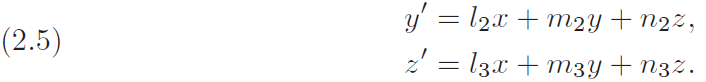 y′ = l₂x + m₂y + n₂z,
(2.5)
z′ = l₃x + m₃y + n₃z.